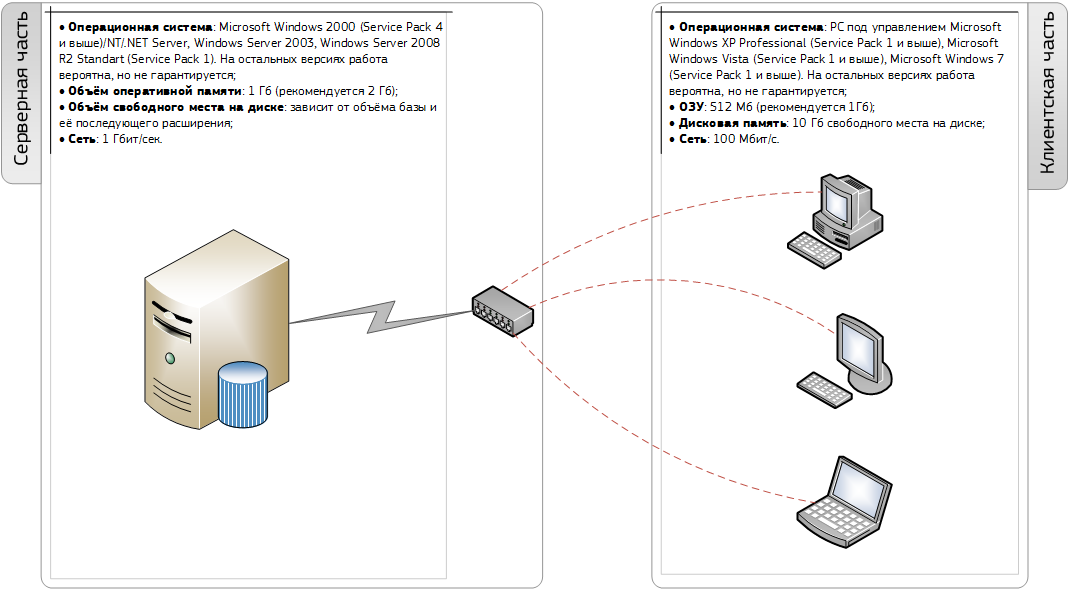 Серверная часть
• Операционная система: Microsoft Windows 2000 (Service Pack 4
и выше)/NT/.NET Server, Windows Server 2003, Windows Server 2008
R2 Standart (Service Pack 1). На остальных версиях работа
вероятна, но не гарантируется;
• Объём оперативной памяти: 1 Гб (рекомендуется 2 Гб);
• Объём свободного места на диске: зависит от объёма базы и
её последующего расширения;
• Сеть: 1 Гбит/сек.
• Операционная система: PC под управлением Microsoft
Windows XP Professional (Service Pack 1 и выше), Microsoft
Windows Vista (Service Pack 1 и выше), Microsoft Windows 7
(Service Pack 1 и выше). На остальных версиях работа
вероятна, но не гарантируется;
• ОЗУ: 512 Мб (рекомендуется 1Гб);
• Дисковая память: 10 Гб свободного места на диске;
• Сеть: 100 Мбит/с.
Клиентская часть